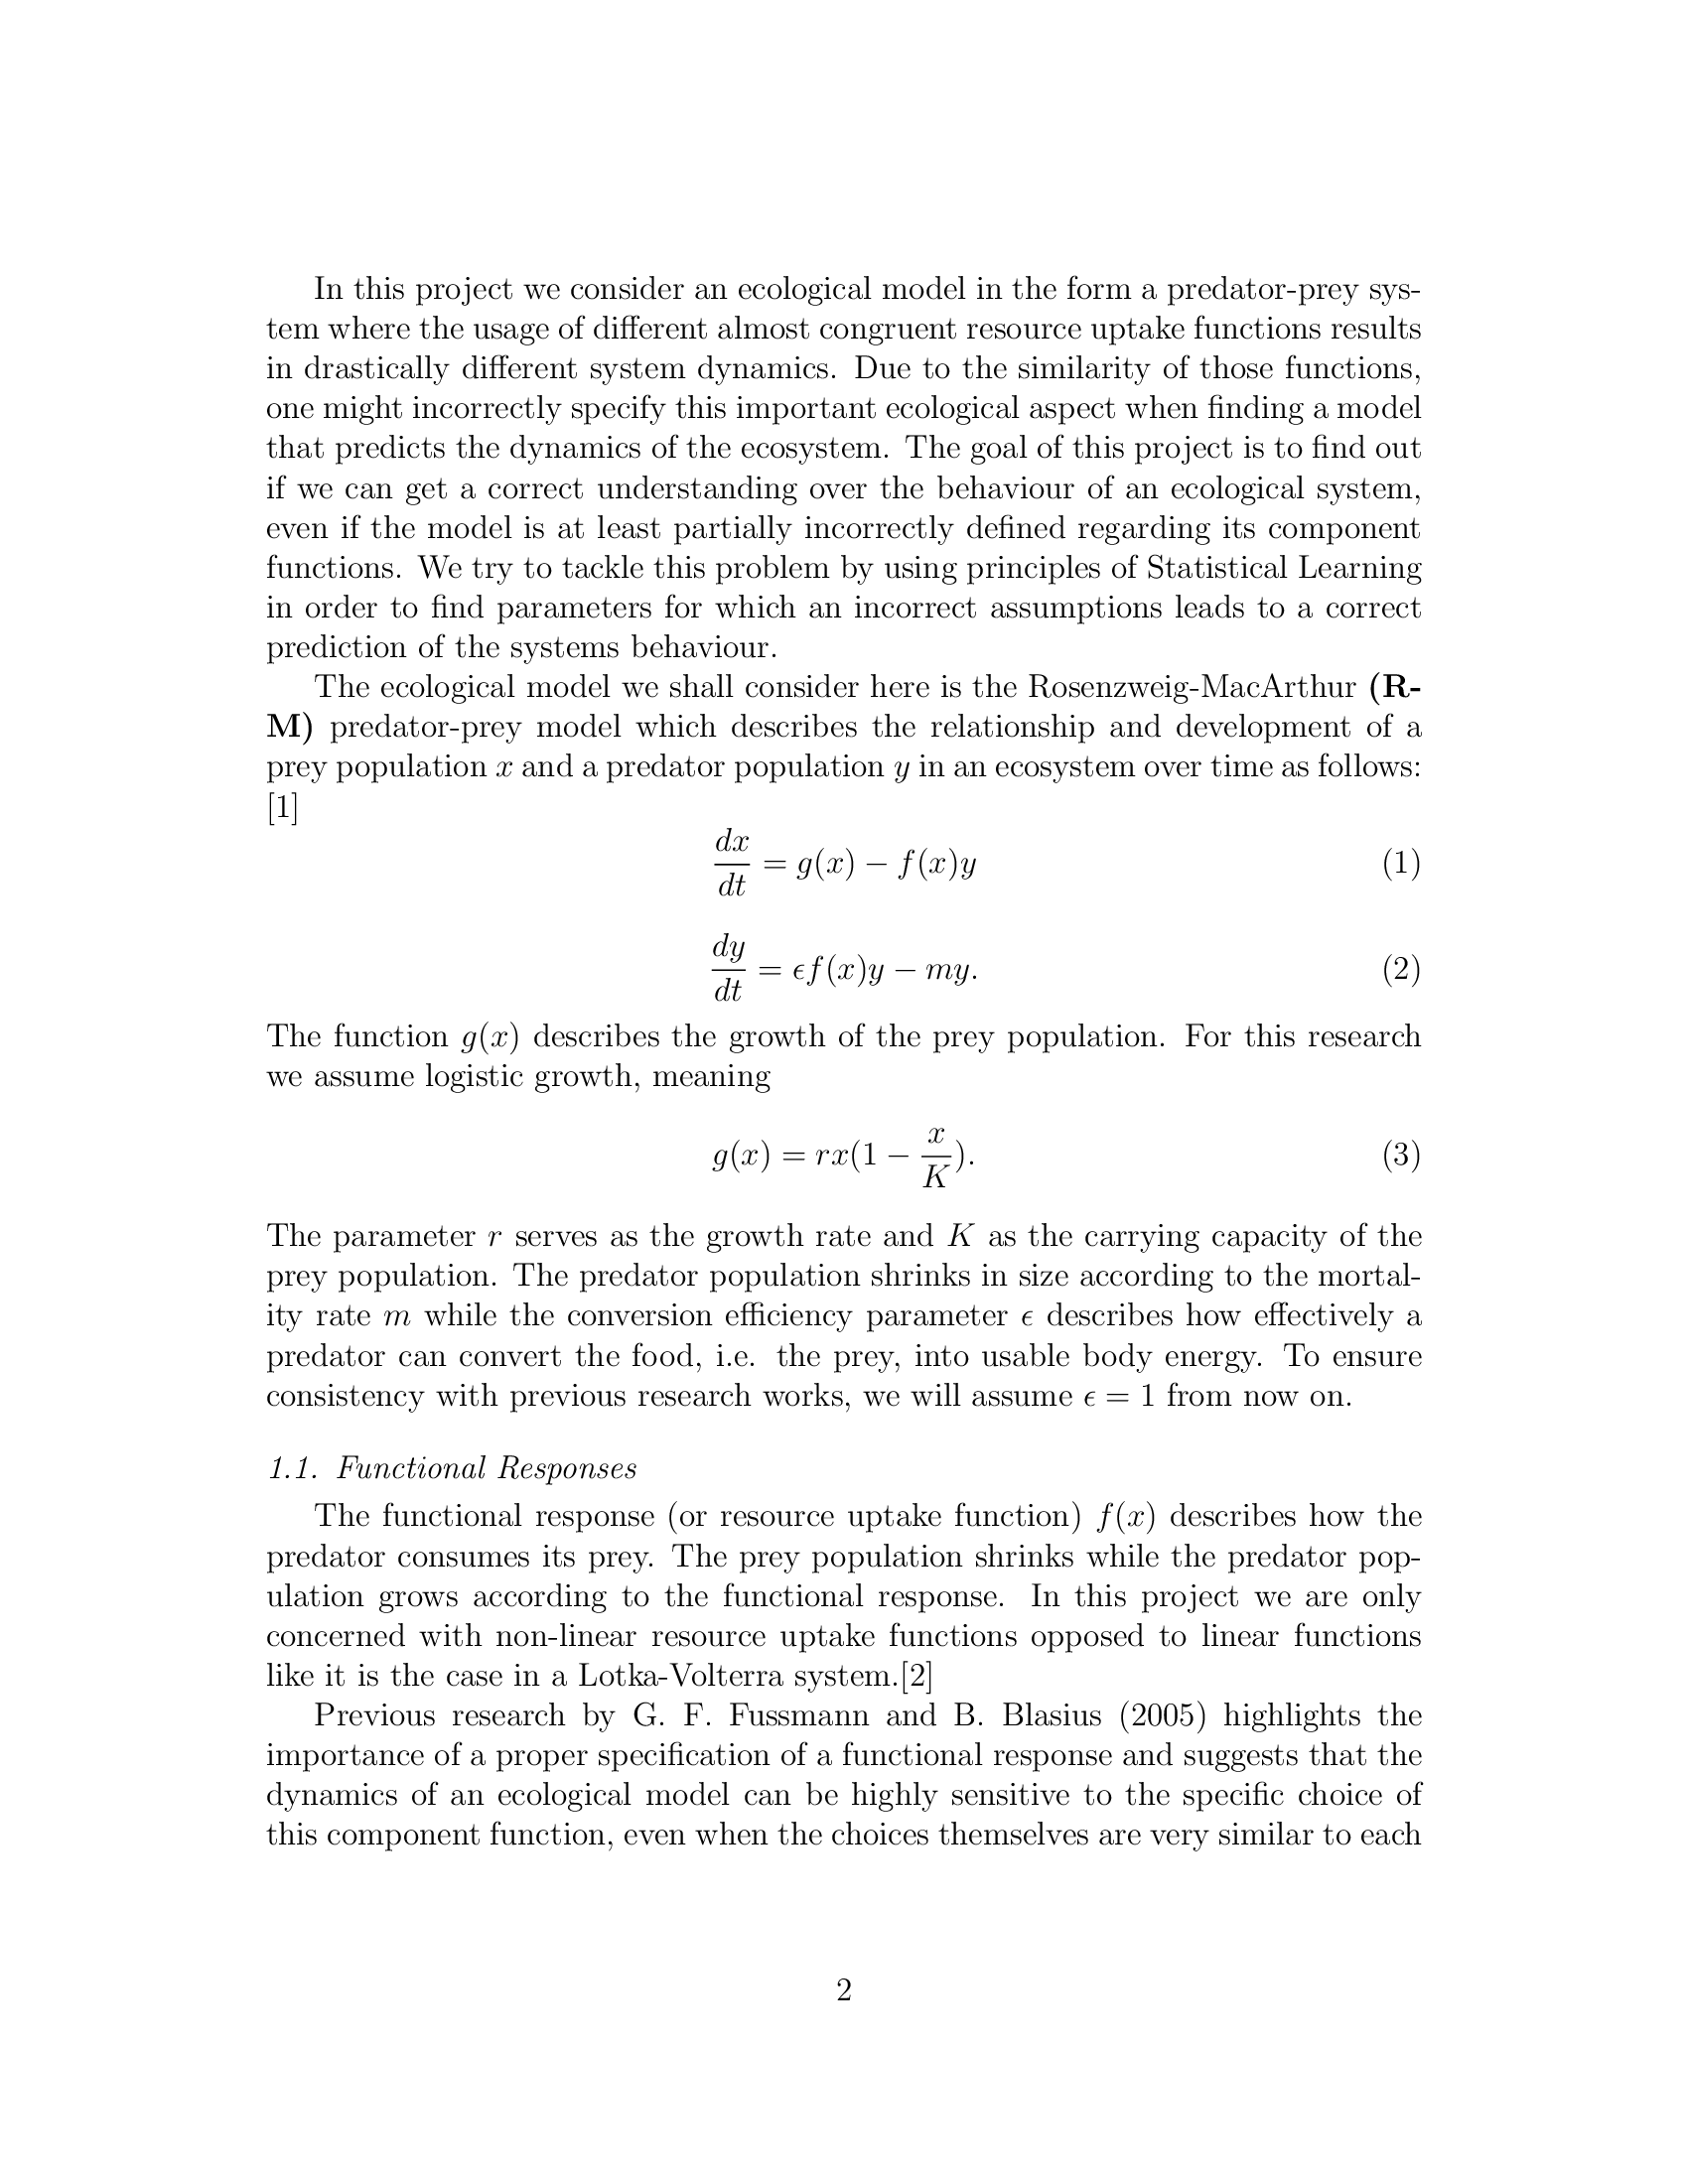 In this project we consider an ecological model in the form a predator-prey sys-
tem where the usage of different almost congruent resource uptake functions results
in drastically different system dynamics. Due to the similarity of those functions,
one might incorrectly specify this important ecological aspect when finding a model
that predicts the dynamics of the ecosystem. The goal of this project is to find out
if we can get a correct understanding over the behaviour of an ecological system,
even if the model is at least partially incorrectly defined regarding its component
functions. We try to tackle this problem by using principles of Statistical Learning
in order to find parameters for which an incorrect assumptions leads to a correct
prediction of the systems behaviour.
The ecological model we shall consider here is the Rosenzweig-MacArthur (R-
M) predator-prey model which describes the relationship and development of a
prey population x and a predator population y in an ecosystem over time as follows:
[1]
dx/dt = g(x) − f(x)y (1)
dy/dt = ϵf(x)y − my. (2)
The function g(x) describes the growth of the prey population. For this research
we assume logistic growth, meaning
g(x) = rx(1 − x/K). (3)
The parameter r serves as the growth rate and K as the carrying capacity of the
prey population. The predator population shrinks in size according to the mortal-
ity rate m while the conversion efficiency parameter ϵ describes how effectively a
predator can convert the food, i.e. the prey, into usable body energy. To ensure
consistency with previous research works, we will assume ϵ = 1 from now on.
1.1. Functional Responses
The functional response (or resource uptake function) f(x) describes how the
predator consumes its prey. The prey population shrinks while the predator pop-
ulation grows according to the functional response. In this project we are only
concerned with non-linear resource uptake functions opposed to linear functions
like it is the case in a Lotka-Volterra system.[2]
Previous research by G. F. Fussmann and B. Blasius (2005) highlights the
importance of a proper specification of a functional response and suggests that the
dynamics of an ecological model can be highly sensitive to the specific choice of
this component function, even when the choices themselves are very similar to each
2